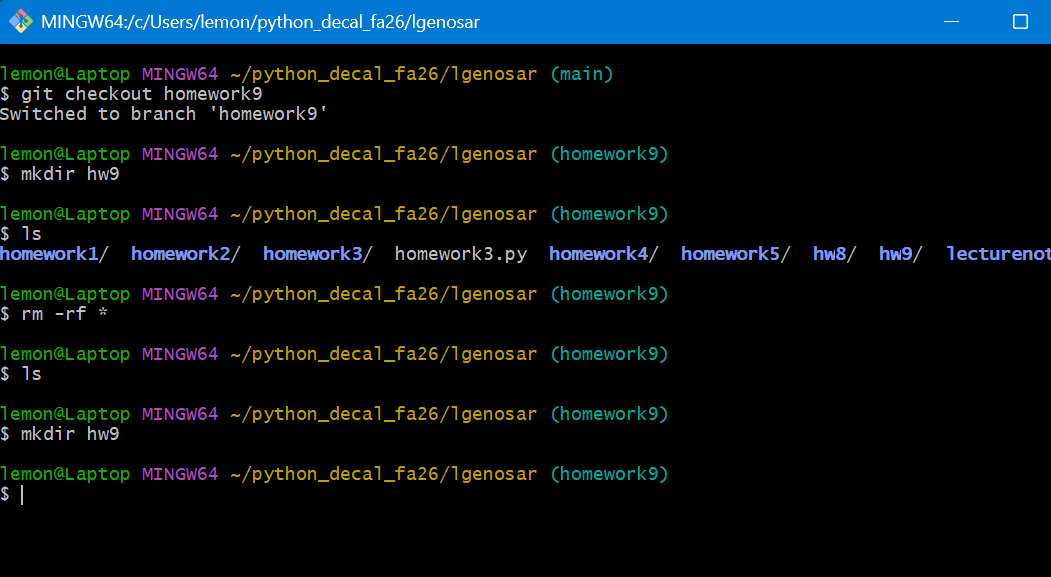 MINGW64:/c/Users/lemon/python_decal_fa26/lgenosar
lemon@Laptop MINGW64 ~/python_decal_fa26/lgenosar (main)
$ git checkout homework9
Switched to branch 'homework9'
lemon@Laptop MINGW64 ~/python_decal_fa26/lgenosar (homework9)
$ mkdir hw9
lemon@Laptop MINGW64 ~/python_decal_fa26/lgenosar (homework9)
$ ls
homework1/ homework2/ homework3/ homework3.py homework4/ homework5/ hw8/ hw9/ lecturenot
lemon@Laptop MINGW64 ~/python_decal_fa26/lgenosar (homework9)
$ rm -rf *
lemon@Laptop MINGW64 ~/python_decal_fa26/lgenosar (homework9)
$ ls
lemon@Laptop MINGW64 ~/python_decal_fa26/lgenosar (homework9)
$ mkdir hw9
lemon@Laptop MINGW64 ~/python_decal_fa26/lgenosar (homework9)
$